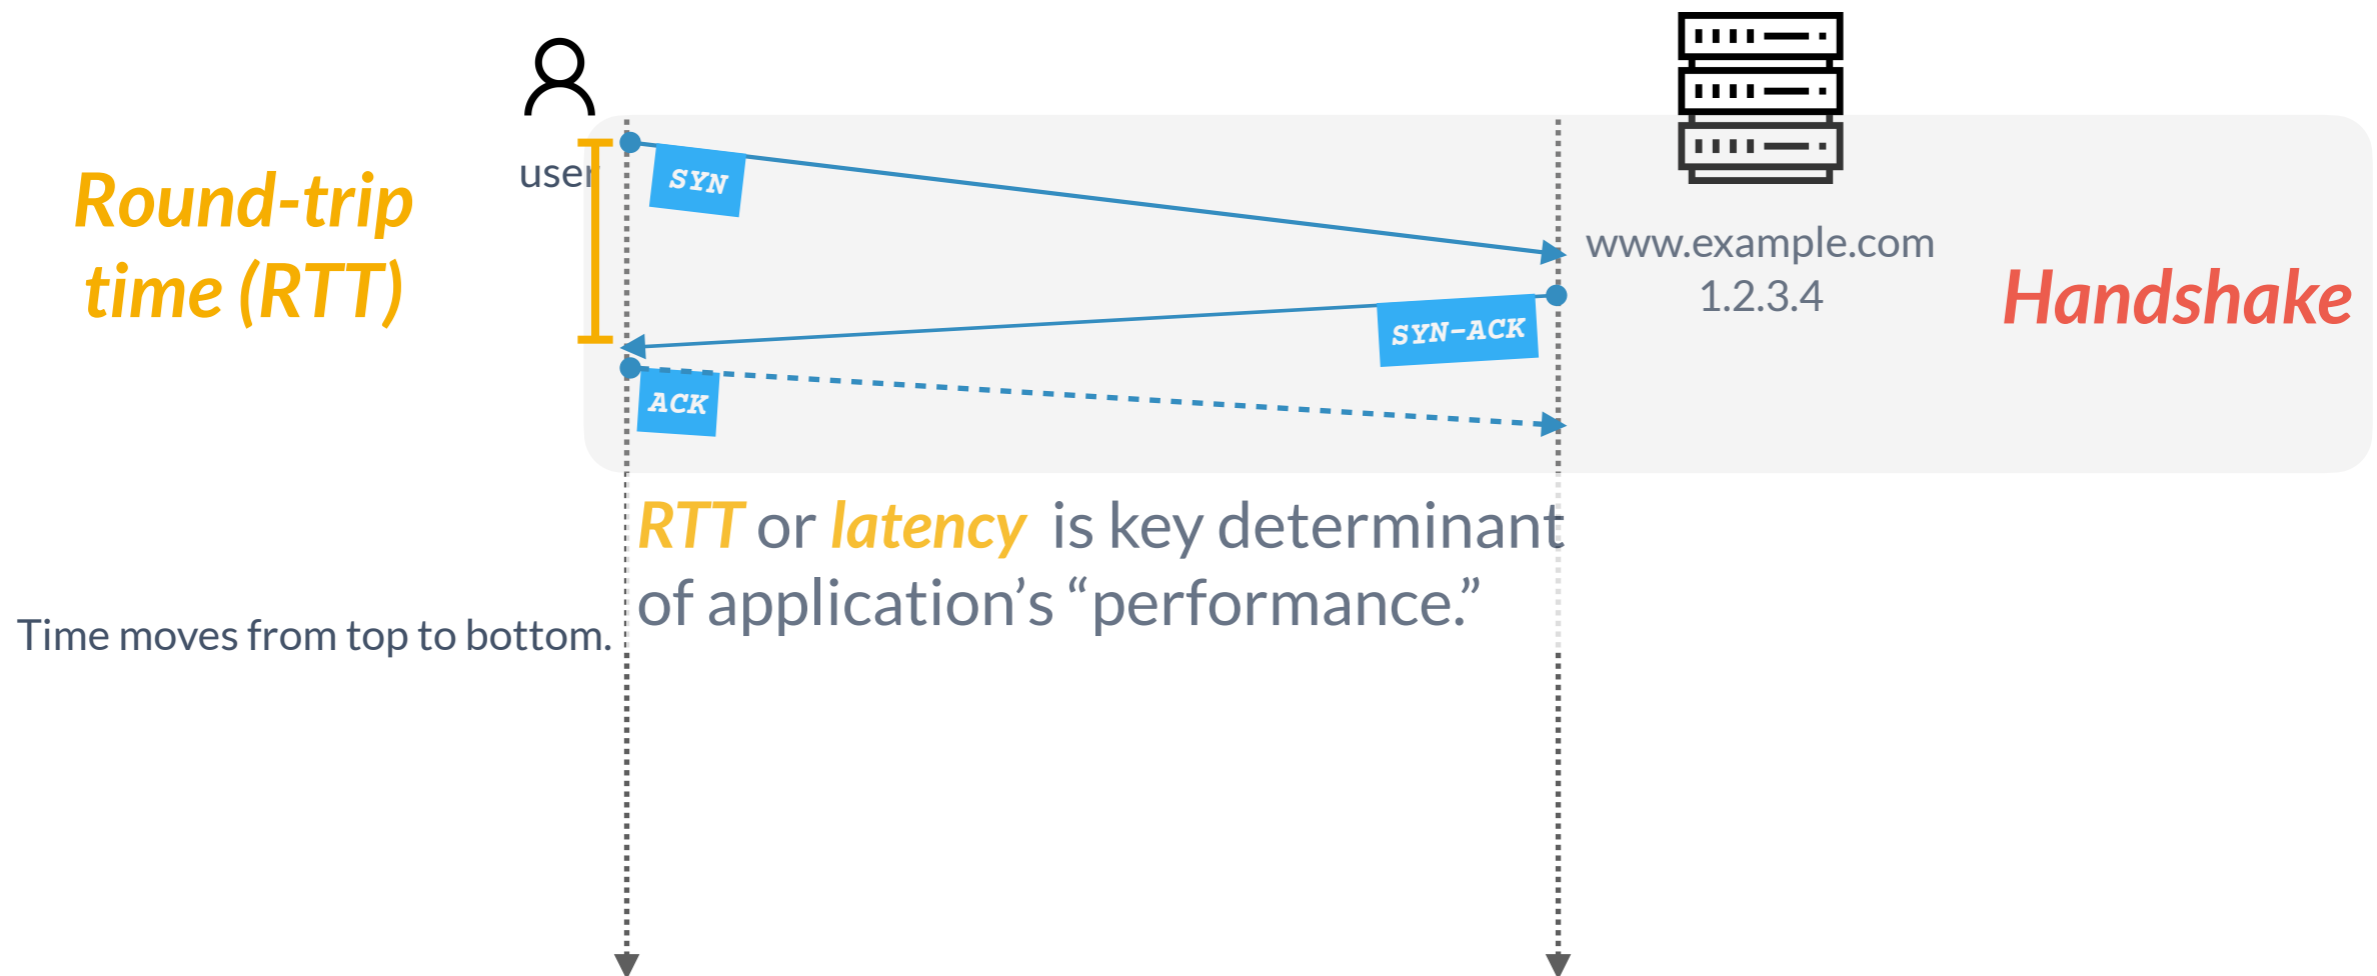 user
SYN
Round-trip
time (RTT)
www.example.com
1.2.3.4
Handshake
SYN-ACK
ACK
RTT or latency is key determinant
of application’s “performance.”
Time moves from top to bottom.